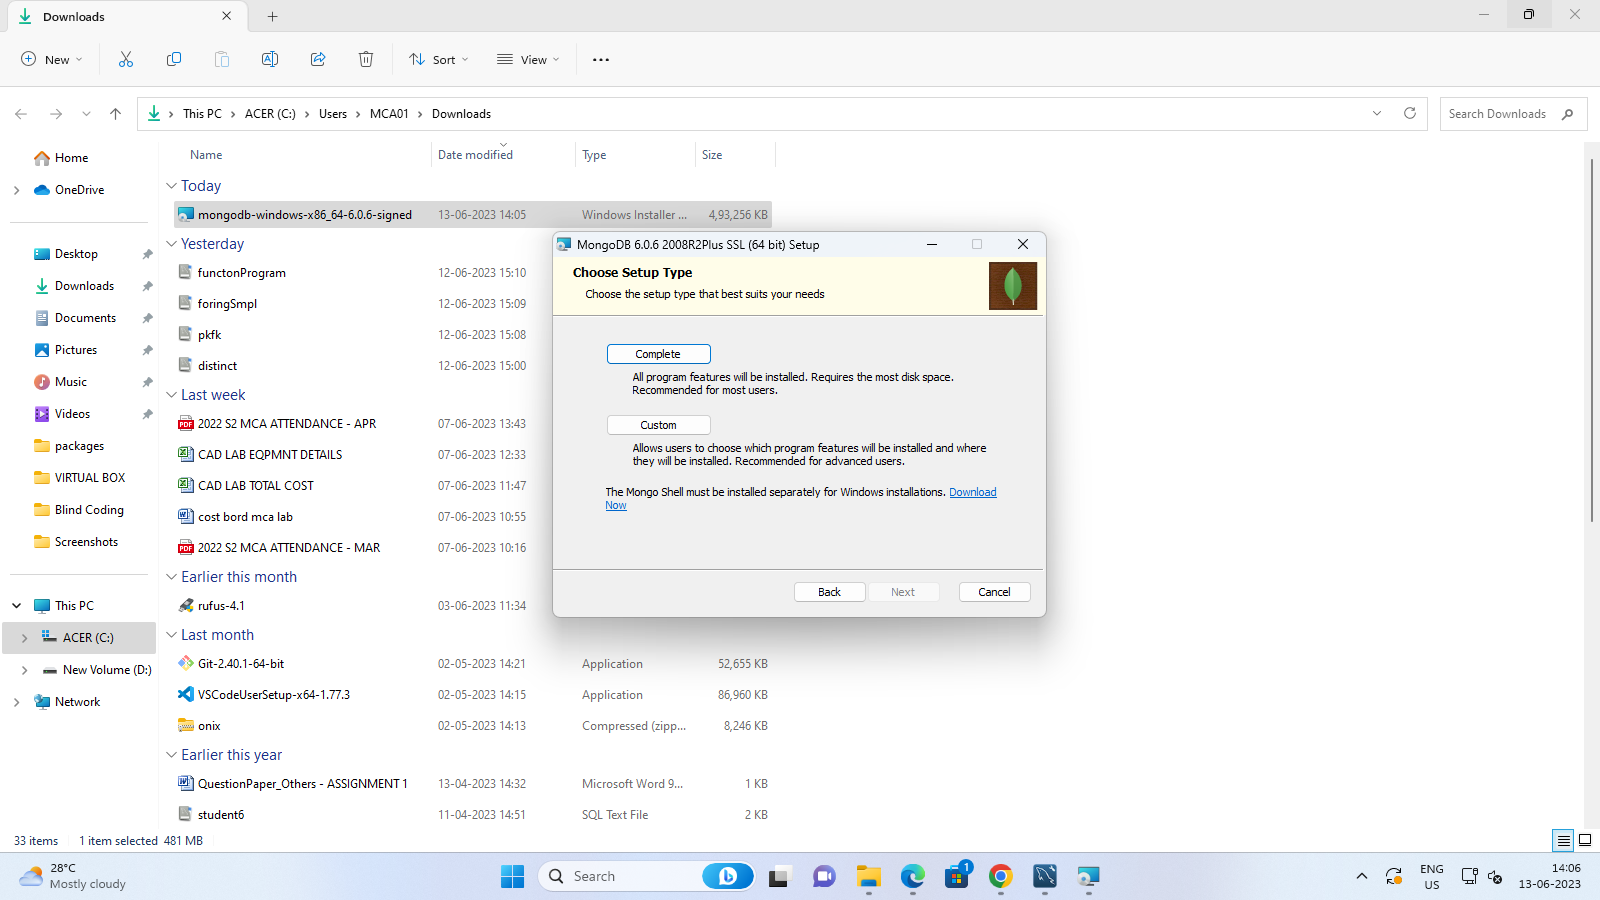 Downloads
New
Sort
View
This PC
ACER (C:)
Users
MCA01
Downloads
Search Downloads
Name
Date modified
Type
Size
Home
OneDrive
Desktop
Downloads
Documents
Pictures
Music
Videos
packages
VIRTUAL BOX
Blind Coding
Screenshots
This PC
ACER (C:)
New Volume (D:)
Network
Today
mongodb-windows-x86_64-6.0.6-signed 13-06-2023 14:05 Windows Installer ... 4,93,256 KB
Yesterday
functonProgram 12-06-2023 15:10
foringSmpl 12-06-2023 15:09
pkfk 12-06-2023 15:08
distinct 12-06-2023 15:00
Last week
2022 S2 MCA ATTENDANCE - APR 07-06-2023 13:43
CAD LAB EQPMNT DETAILS 07-06-2023 12:33
CAD LAB TOTAL COST 07-06-2023 11:47
cost bord mca lab 07-06-2023 10:55
2022 S2 MCA ATTENDANCE - MAR 07-06-2023 10:16
Earlier this month
rufus-4.1 03-06-2023 11:34
Last month
Git-2.40.1-64-bit 02-05-2023 14:21 Application 52,655 KB
VSCodeUserSetup-x64-1.77.3 02-05-2023 14:15 Application 86,960 KB
onix 02-05-2023 14:13 Compressed (zipp... 8,246 KB
Earlier this year
QuestionPaper_Others - ASSIGNMENT 1 13-04-2023 14:32 Microsoft Word 9... 1 KB
student6 11-04-2023 14:51 SQL Text File 2 KB
MongoDB 6.0.6 2008R2Plus SSL (64 bit) Setup
Choose Setup Type
Choose the setup type that best suits your needs
Complete
All program features will be installed. Requires the most disk space.
Recommended for most users.
Custom
Allows users to choose which program features will be installed and where
they will be installed. Recommended for advanced users.
The Mongo Shell must be installed separately for Windows installations. Download
Now
Back
Next
Cancel
33 items 1 item selected 481 MB
28°C
Mostly cloudy
Search
1
ENG
US
14:06
13-06-2023